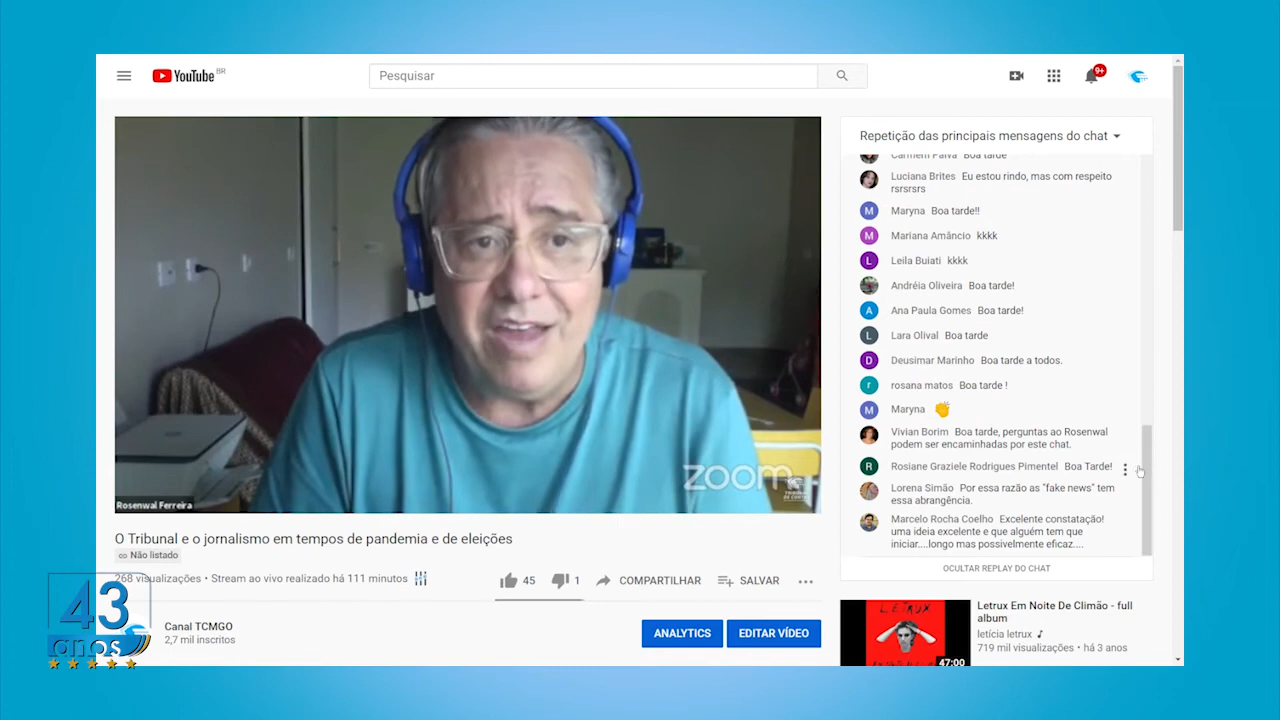 YouTube BR
Pesquisar
9+
Repetição das principais mensagens do chat
Carmem Paiva Boa tarde
Luciana Brites Eu estou rindo, mas com respeito
rsrsrsrs
M Maryna Boa tarde!!
M Mariana Amâncio kkkk
L Leila Buiati kkkk
Andréia Oliveira Boa tarde!
A Ana Paula Gomes Boa tarde!
L Lara Olival Boa tarde
D Deusímar Marinho Boa tarde a todos.
r rosana matos Boa tarde !
M Maryna 👏
Vivian Borim Boa tarde, perguntas ao Rosenwal
podem ser encaminhadas por este chat.
R Rosiane Graziele Rodrigues Pimentel Boa Tarde!
Lorena Simão Por essa razão as "fake news" tem
essa abrangência.
Marcelo Rocha Coelho Excelente constatação!
uma ideia excelente e que alguém tem que
iniciar....longo mas possivelmente eficaz....
OCULTAR REPLAY DO CHAT
zoom
Rosenwal Ferreira
O Tribunal e o jornalismo em tempos de pandemia e de eleições
Não listado
268 visualizações • Stream ao vivo realizado há 111 minutos
45
1
COMPARTILHAR
SALVAR
Canal TCMGO
2,7 mil inscritos
ANALYTICS
EDITAR VÍDEO
43
anos
LETRUX
47:00
Letrux Em Noite De Climão - full
album
letícia letrux
719 mil visualizações • há 3 anos